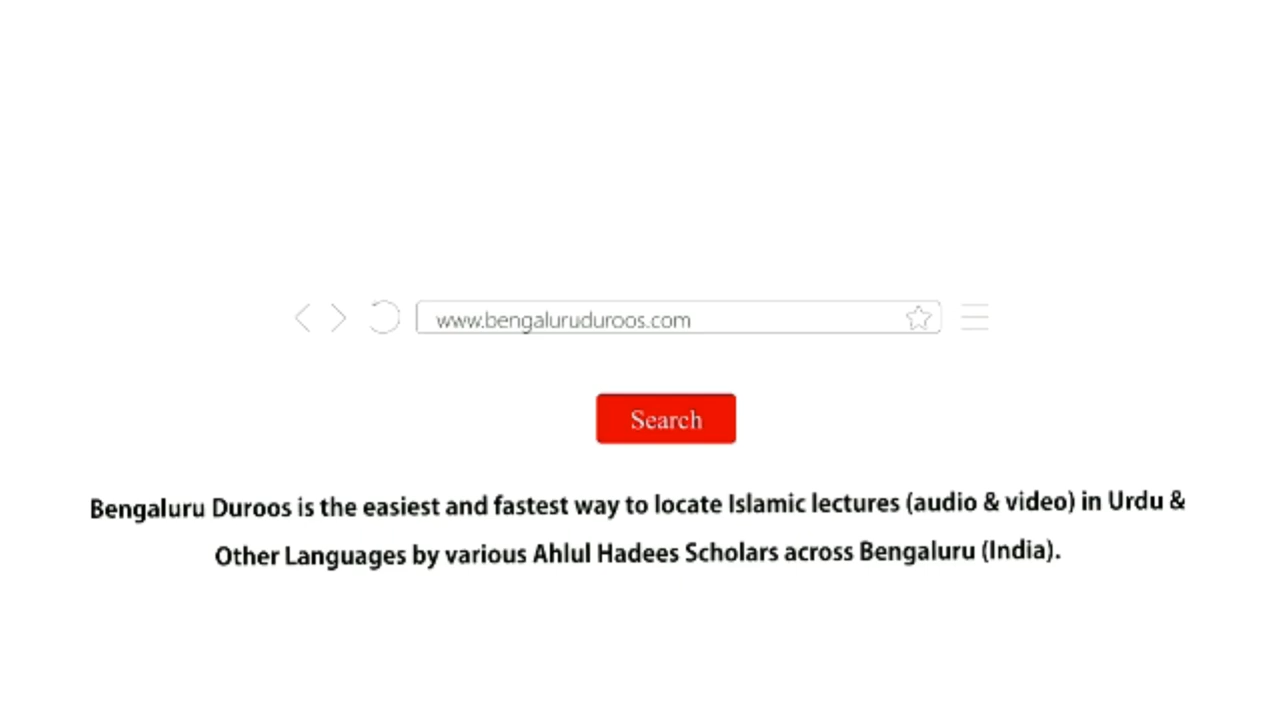 www.bengaluruduroos.com
Search
Bengaluru Duroos is the easiest and fastest way to locate Islamic lectures (audio & video) in Urdu &
Other Languages by various Ahlul Hadees Scholars across Bengaluru (India).